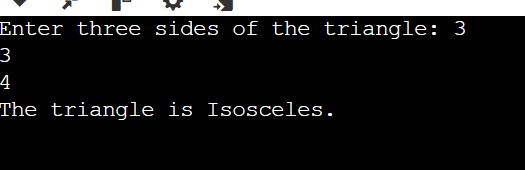 Enter three sides of the triangle: 3
3
4
The triangle is Isosceles.